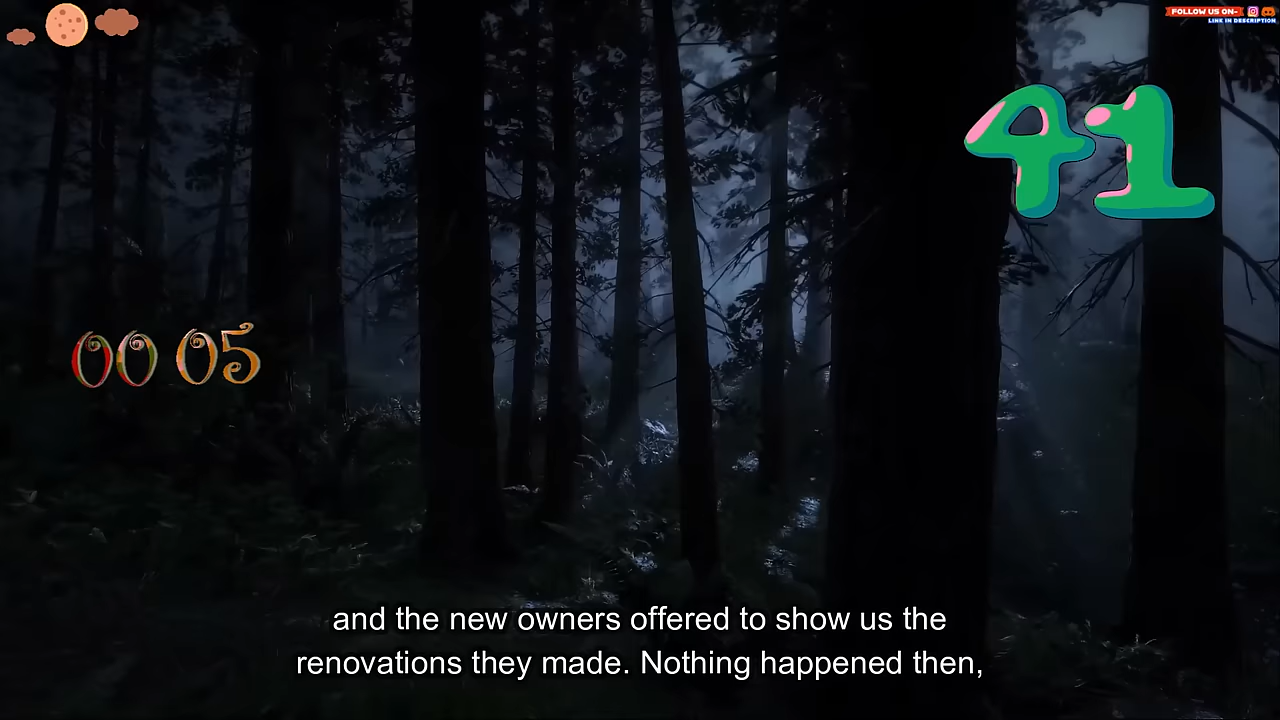 FOLLOW US ON-
LINK IN DESCRIPTION
41
00 05
and the new owners offered to show us the
renovations they made. Nothing happened then,